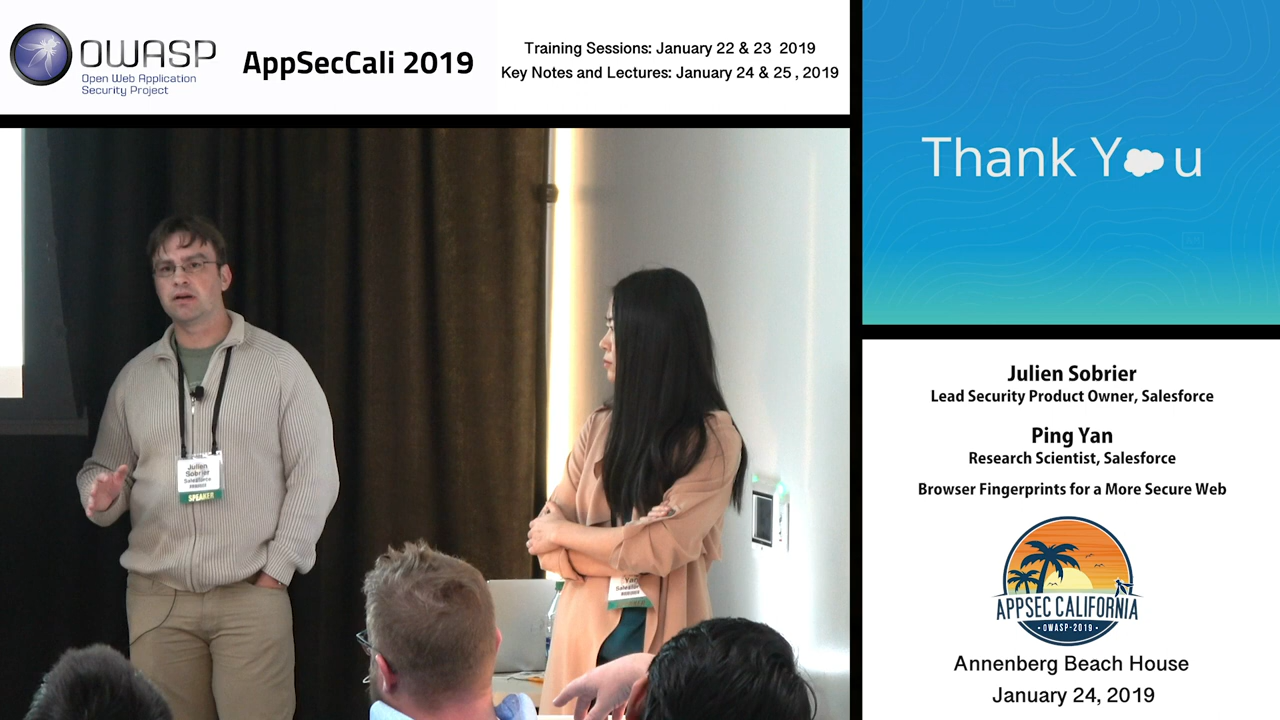 OWASP
Open Web Application
Security Project
AppSecCali 2019
Training Sessions: January 22 & 23 2019
Key Notes and Lectures: January 24 & 25 , 2019
Thank Y u
Julien
Sobrier
Salesforce
SPEAKER
Yan
Julien Sobrier
Lead Security Product Owner, Salesforce
Ping Yan
Research Scientist, Salesforce
Browser Fingerprints for a More Secure Web
APPSEC CALIFORNIA
• OWASP-2019 •
Annenberg Beach House
January 24, 2019